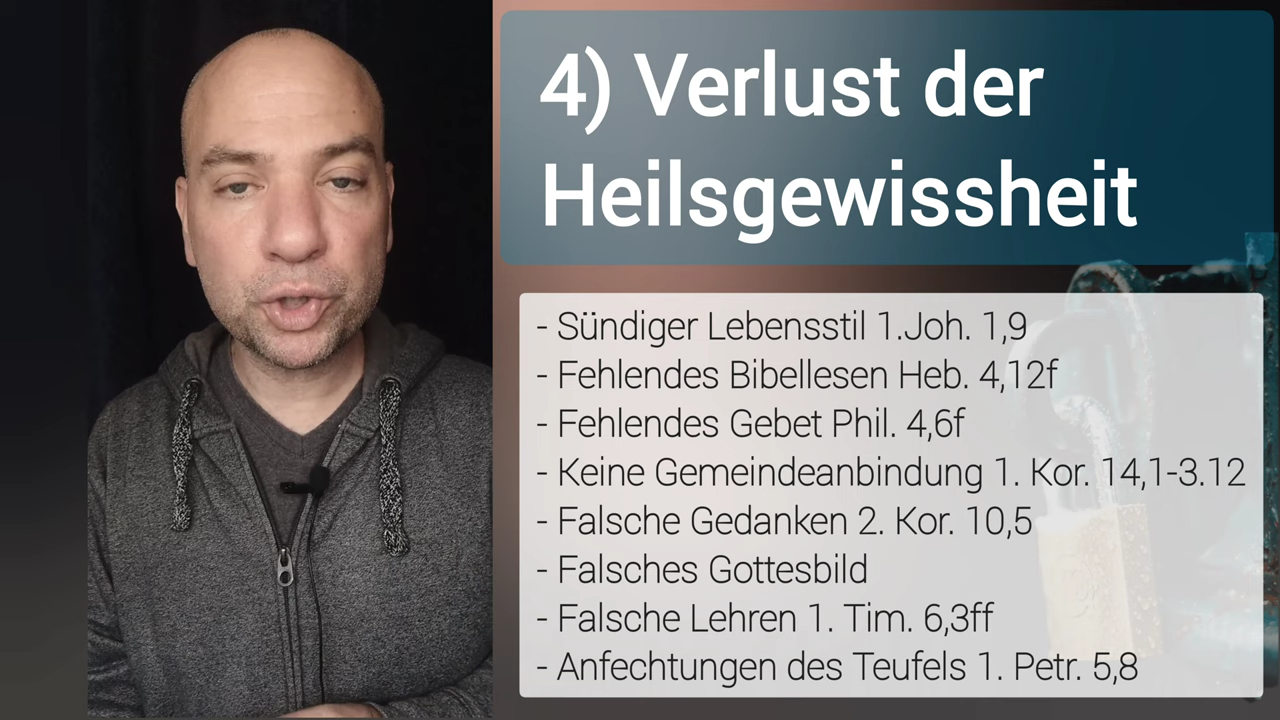 4) Verlust der
Heilsgewissheit
- Sündiger Lebensstil 1.Joh. 1,9
- Fehlendes Bibellesen Heb. 4,12f
- Fehlendes Gebet Phil. 4,6f
- Keine Gemeindeanbindung 1. Kor. 14,1-3.12
- Falsche Gedanken 2. Kor. 10,5
- Falsches Gottesbild
- Falsche Lehren 1. Tim. 6,3ff
- Anfechtungen des Teufels 1. Petr. 5,8